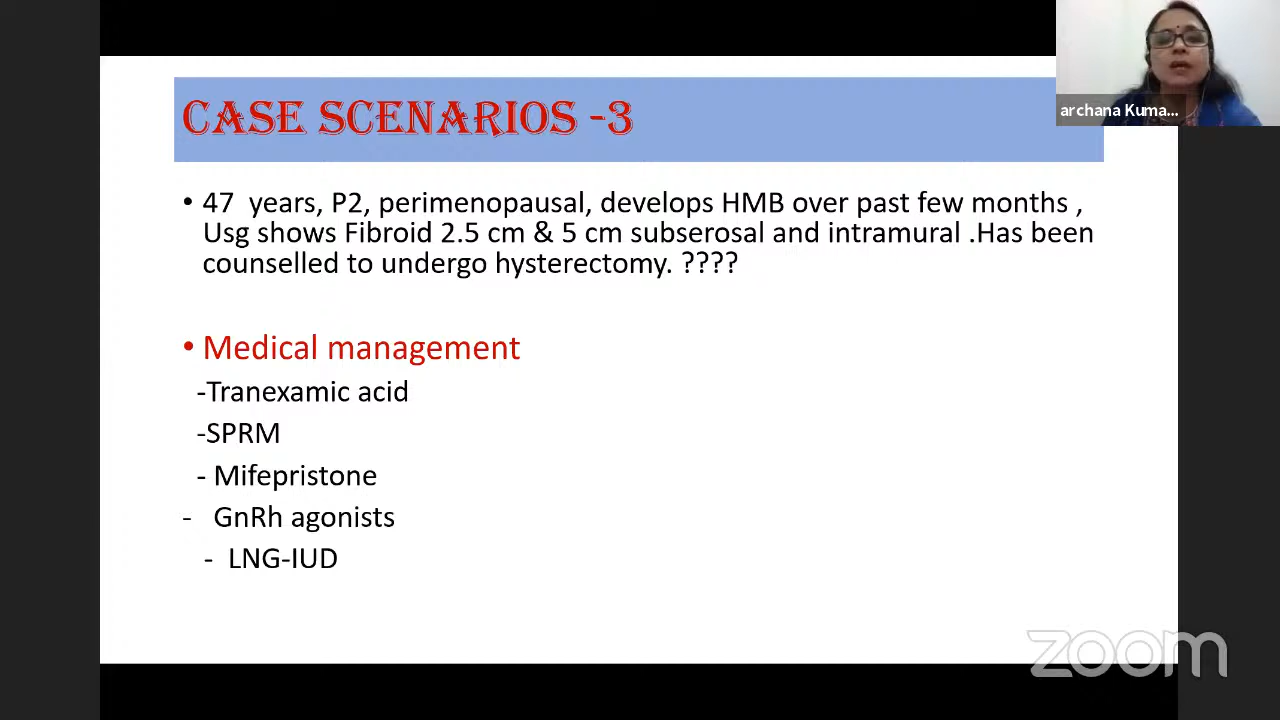 CASE SCENARIOS -3
• 47 years, P2, perimenopausal, develops HMB over past few months ,
Usg shows Fibroid 2.5 cm & 5 cm subserosal and intramural .Has been
counselled to undergo hysterectomy. ????
• Medical management
-Tranexamic acid
-SPRM
- Mifepristone
- GnRh agonists
- LNG-IUD
archana Kuma...
zoom